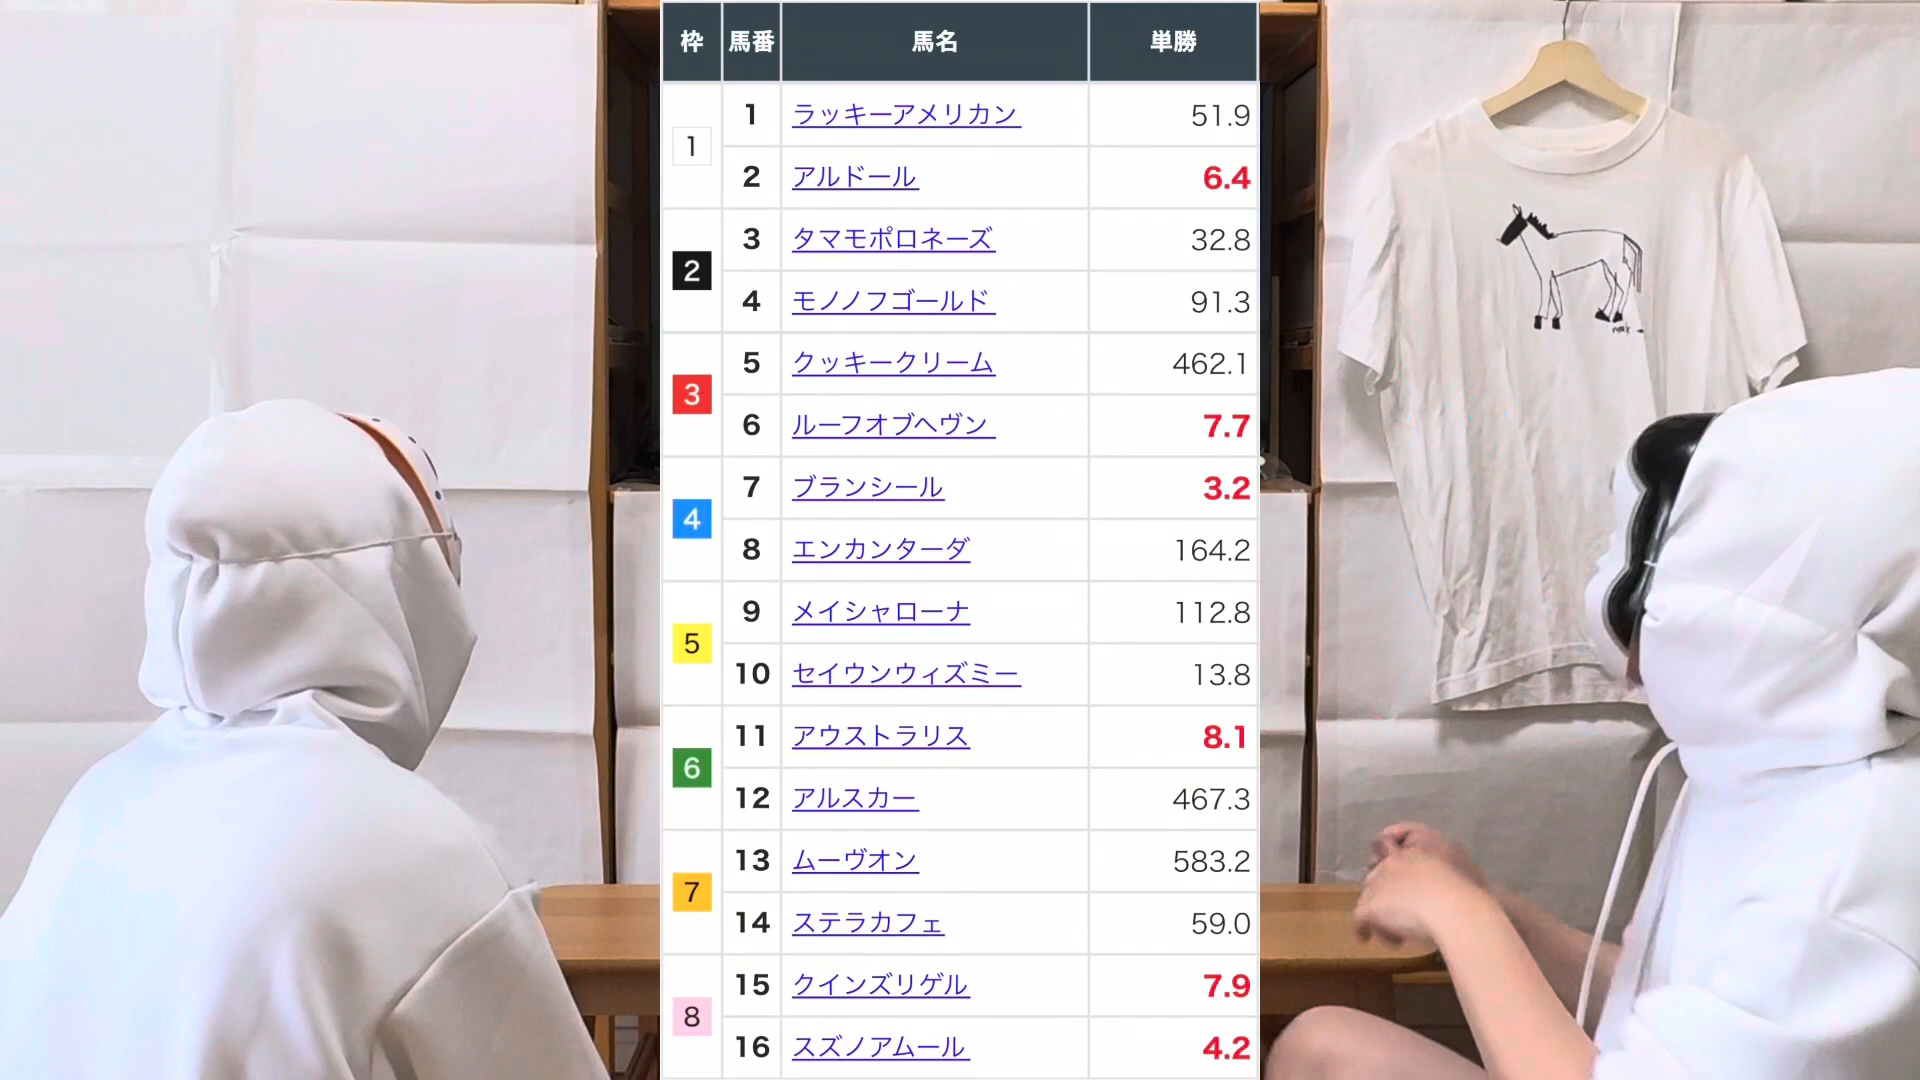 枠 馬番 馬名 単勝
1 1 ラッキーアメリカン 51.9
2 アルドール 6.4
2 3 タマモポロネーズ 32.8
4 モノノフゴールド 91.3
3 5 クッキークリーム 462.1
6 ルーフオブヘヴン 7.7
4 7 ブランシール 3.2
8 エンカンターダ 164.2
5 9 メイシャローナ 112.8
10 セイウンウィズミー 13.8
6 11 アウストラリス 8.1
12 アルスカー 467.3
7 13 ムーヴオン 583.2
14 ステラカフェ 59.0
8 15 クインズリゲル 7.9
16 スズノアムール 4.2